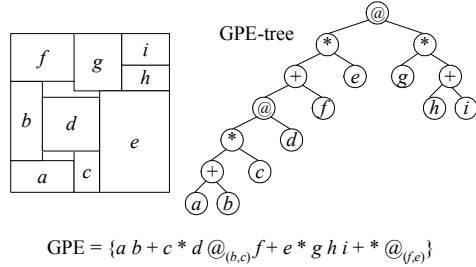 GPE-tree
f g i
h
b d e
a c
@
* *
+ e g +
@ f h i
* d
+ c
a b
GPE = {a b + c * d @(b,c) f + e * g h i + * @(f,e)}